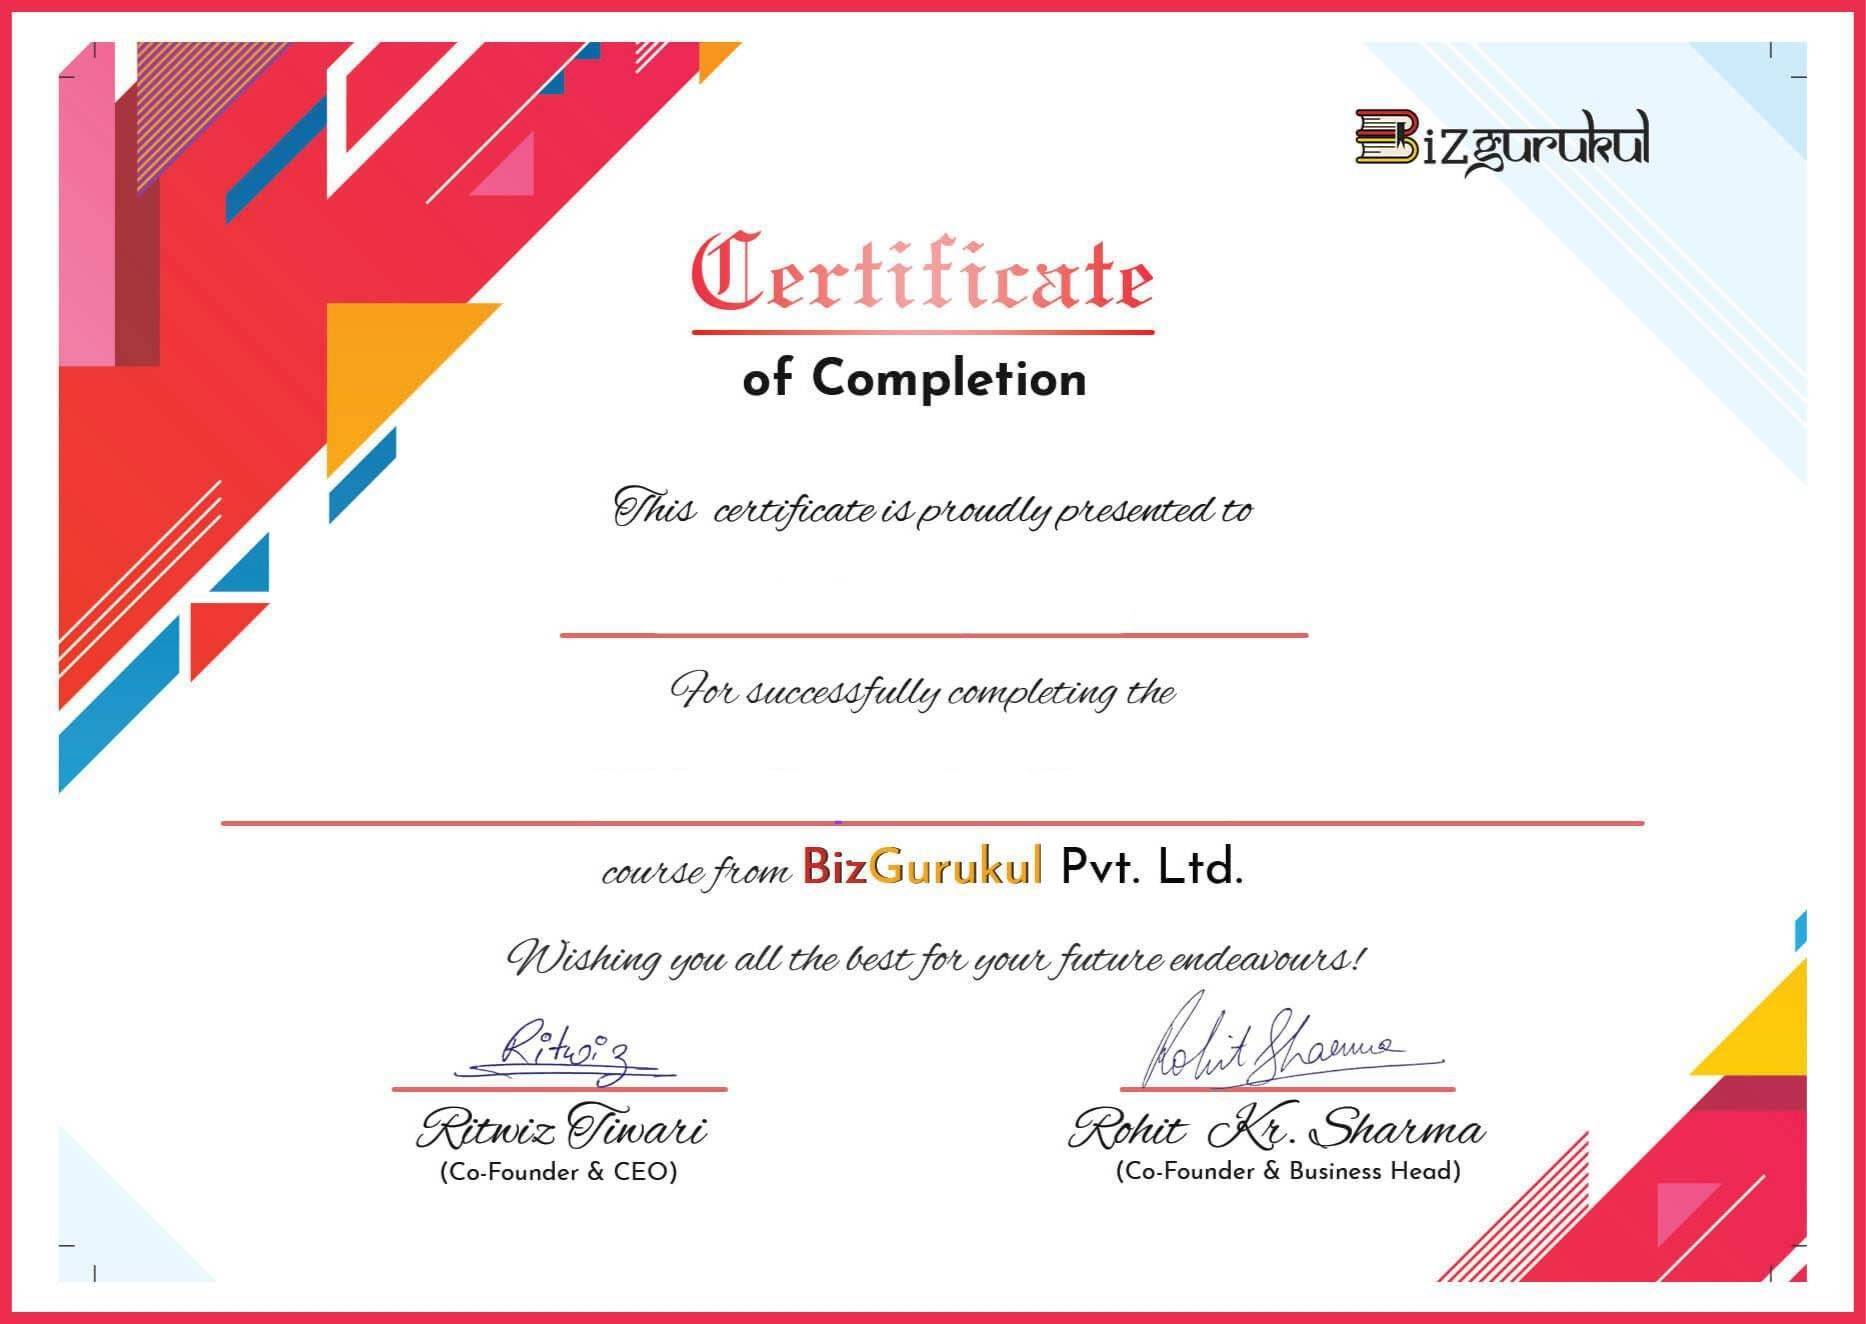 Bizgurukul
Certificate
of Completion
This certificate is proudly presented to
For successfully completing the
course from BizGurukul Pvt. Ltd.
Wishing you all the best for your future endeavours!
Ritwiz
Rohit Sharma
Ritwiz Tiwari
Rohit Kr. Sharma
(Co-Founder & CEO)
(Co-Founder & Business Head)